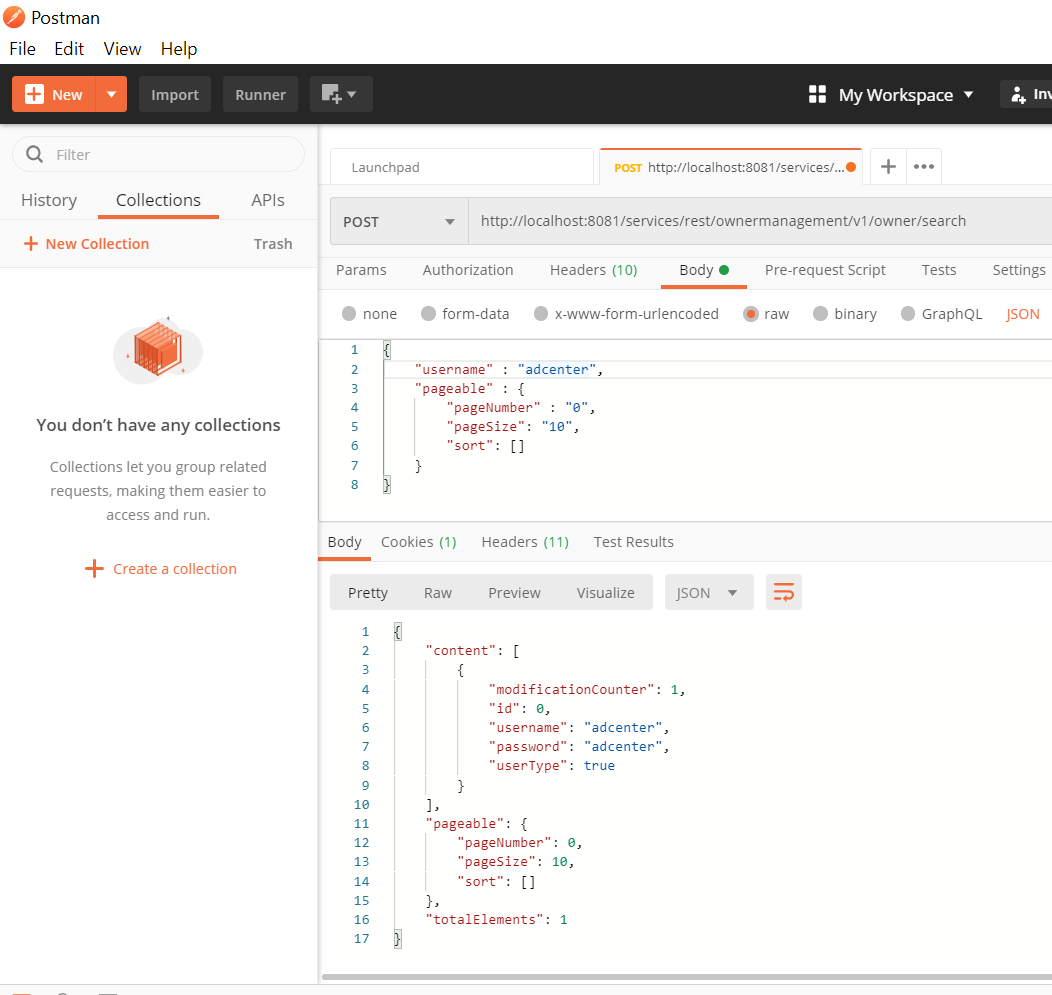 Postman
File Edit View Help
New Import Runner My Workspace Inv
Filter
History Collections APIs
New Collection Trash
You don't have any collections
Collections let you group related
requests, making them easier to
access and run.
Create a collection
Launchpad POST http://localhost:8081/services/...
POST http://localhost:8081/services/rest/ownermanagement/v1/owner/search
Params Authorization Headers (10) Body Pre-request Script Tests Settings
none form-data x-www-form-urlencoded raw binary GraphQL JSON
1 {
2 "username" : "adcenter",
3 "pageable" : {
4 "pageNumber" : "0",
5 "pageSize": "10",
6 "sort": []
7 }
8 }
Body Cookies (1) Headers (11) Test Results
Pretty Raw Preview Visualize JSON
1 {
2 "content": [
3 {
4 "modificationCounter": 1,
5 "id": 0,
6 "username": "adcenter",
7 "password": "adcenter",
8 "userType": true
9 }
10 ],
11 "pageable": {
12 "pageNumber": 0,
13 "pageSize": 10,
14 "sort": []
15 },
16 "totalElements": 1
17 }